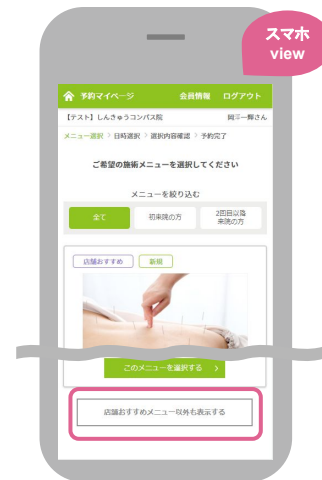 スマホ
view
予約マイページ 会員情報 ログアウト
【テスト】しんきゅうコンパス院 岡三一輝さん
メニュー選択 > 日時選択 > 選択内容確認 > 予約完了
ご希望の施術メニューを選択してください
メニューを絞り込む
全て 初来院の方 2回目以降
来院の方
店舗おすすめ 新規
このメニューを選択する >
店舗おすすめメニュー以外も表示する